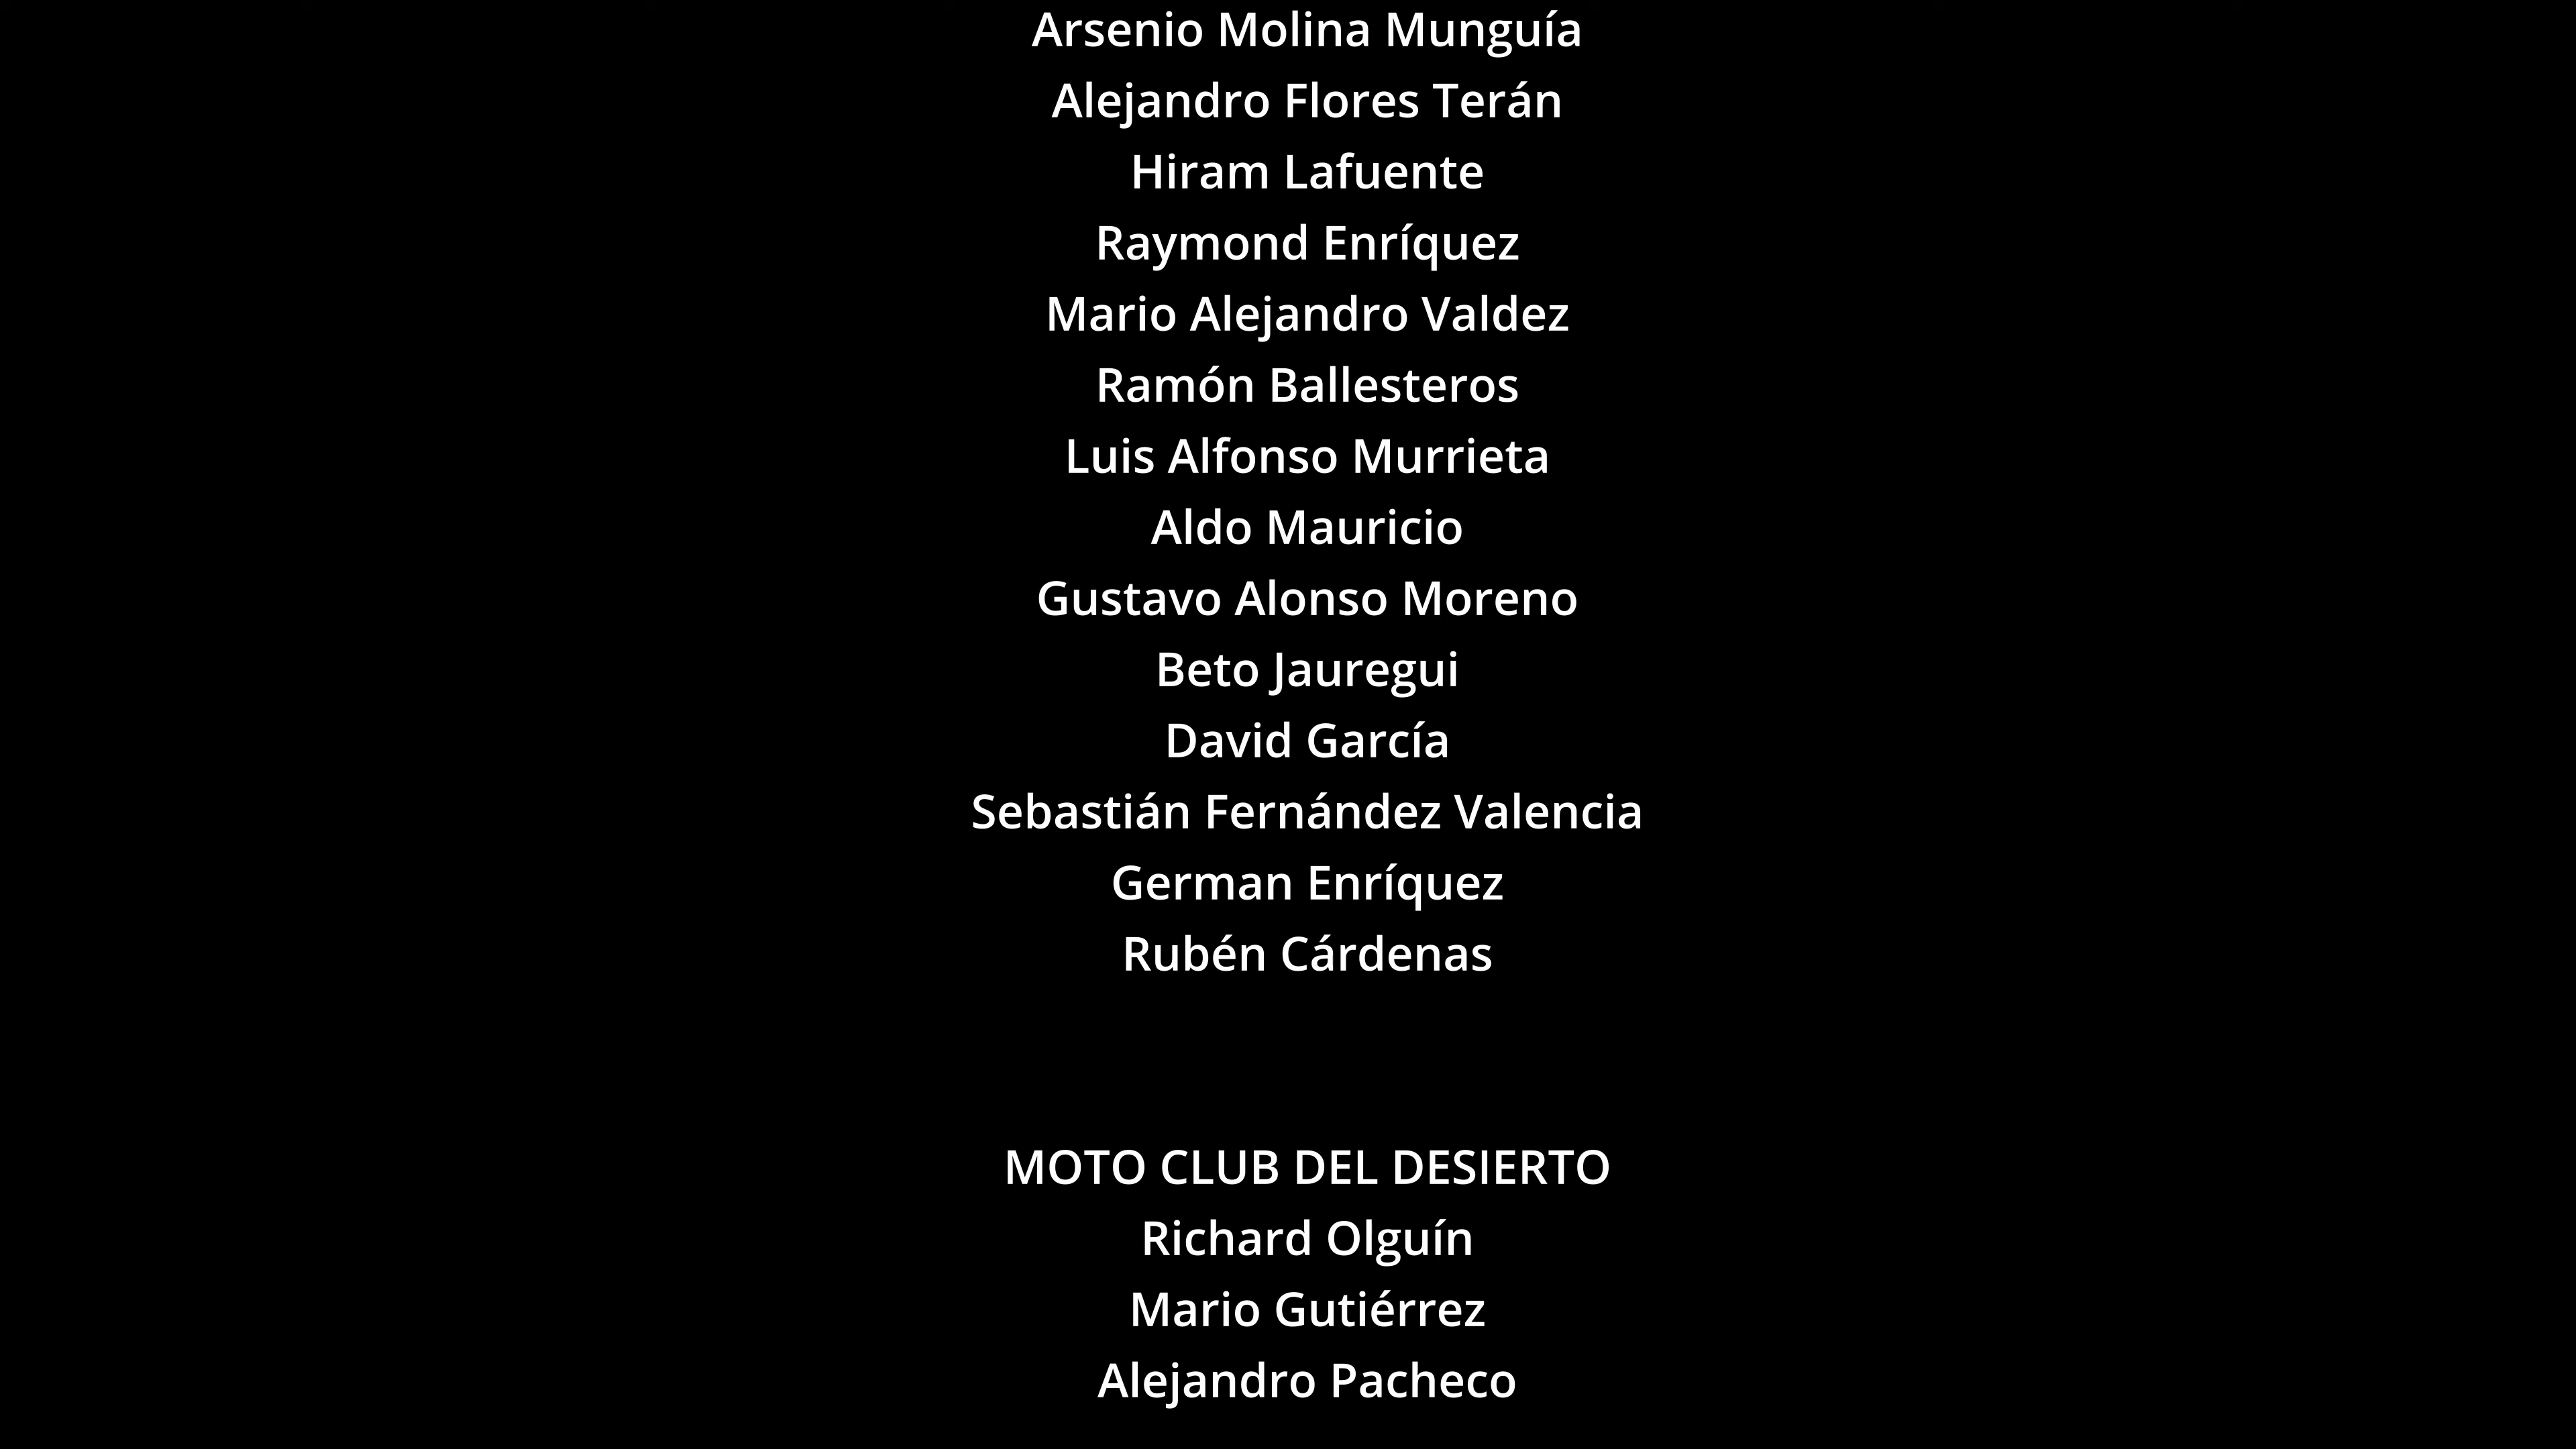 Arsenio Molina Munguía
Alejandro Flores Terán
Hiram Lafuente
Raymond Enríquez
Mario Alejandro Valdez
Ramón Ballesteros
Luis Alfonso Murrieta
Aldo Mauricio
Gustavo Alonso Moreno
Beto Jauregui
David García
Sebastián Fernández Valencia
German Enríquez
Rubén Cárdenas
MOTO CLUB DEL DESIERTO
Richard Olguín
Mario Gutiérrez
Alejandro Pacheco